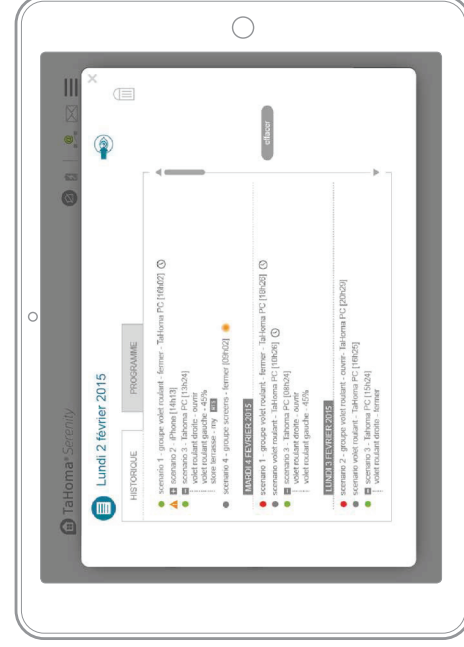 TaHoma® Serenity
Lundi 2 février 2015
HISTORIQUE
PROGRAMME
scenario 1 - groupe volet roulant - fermer - TaHoma PC [16h02]
scenario 2 - iPhone [14h13]
scenario 3 - Tahoma PC [13h24]
volet roulant droite - ouvrir
volet roulant gauche - 45%
store terrasse - my
scenario 4 - groupe screens - fermer [09h02]
MARDI 4 FEVRIER 2015
scenario 1 - groupe volet roulant - fermer - TaHoma PC [18h26]
scenario volet roulant - TaHoma PC [10h26]
scenario 3 - Tahoma PC [08h24]
volet roulant droite - ouvrir
volet roulant gauche - 45%
LUNDI 3 FEVRIER 2015
scenario 2 - groupe volet roulant - ouvrir - TaHoma PC [20h20]
scenario volet roulant - TaHoma PC [16h25]
scenario 3 - Tahoma PC [15h24]
volet roulant droite - fermer
effacer